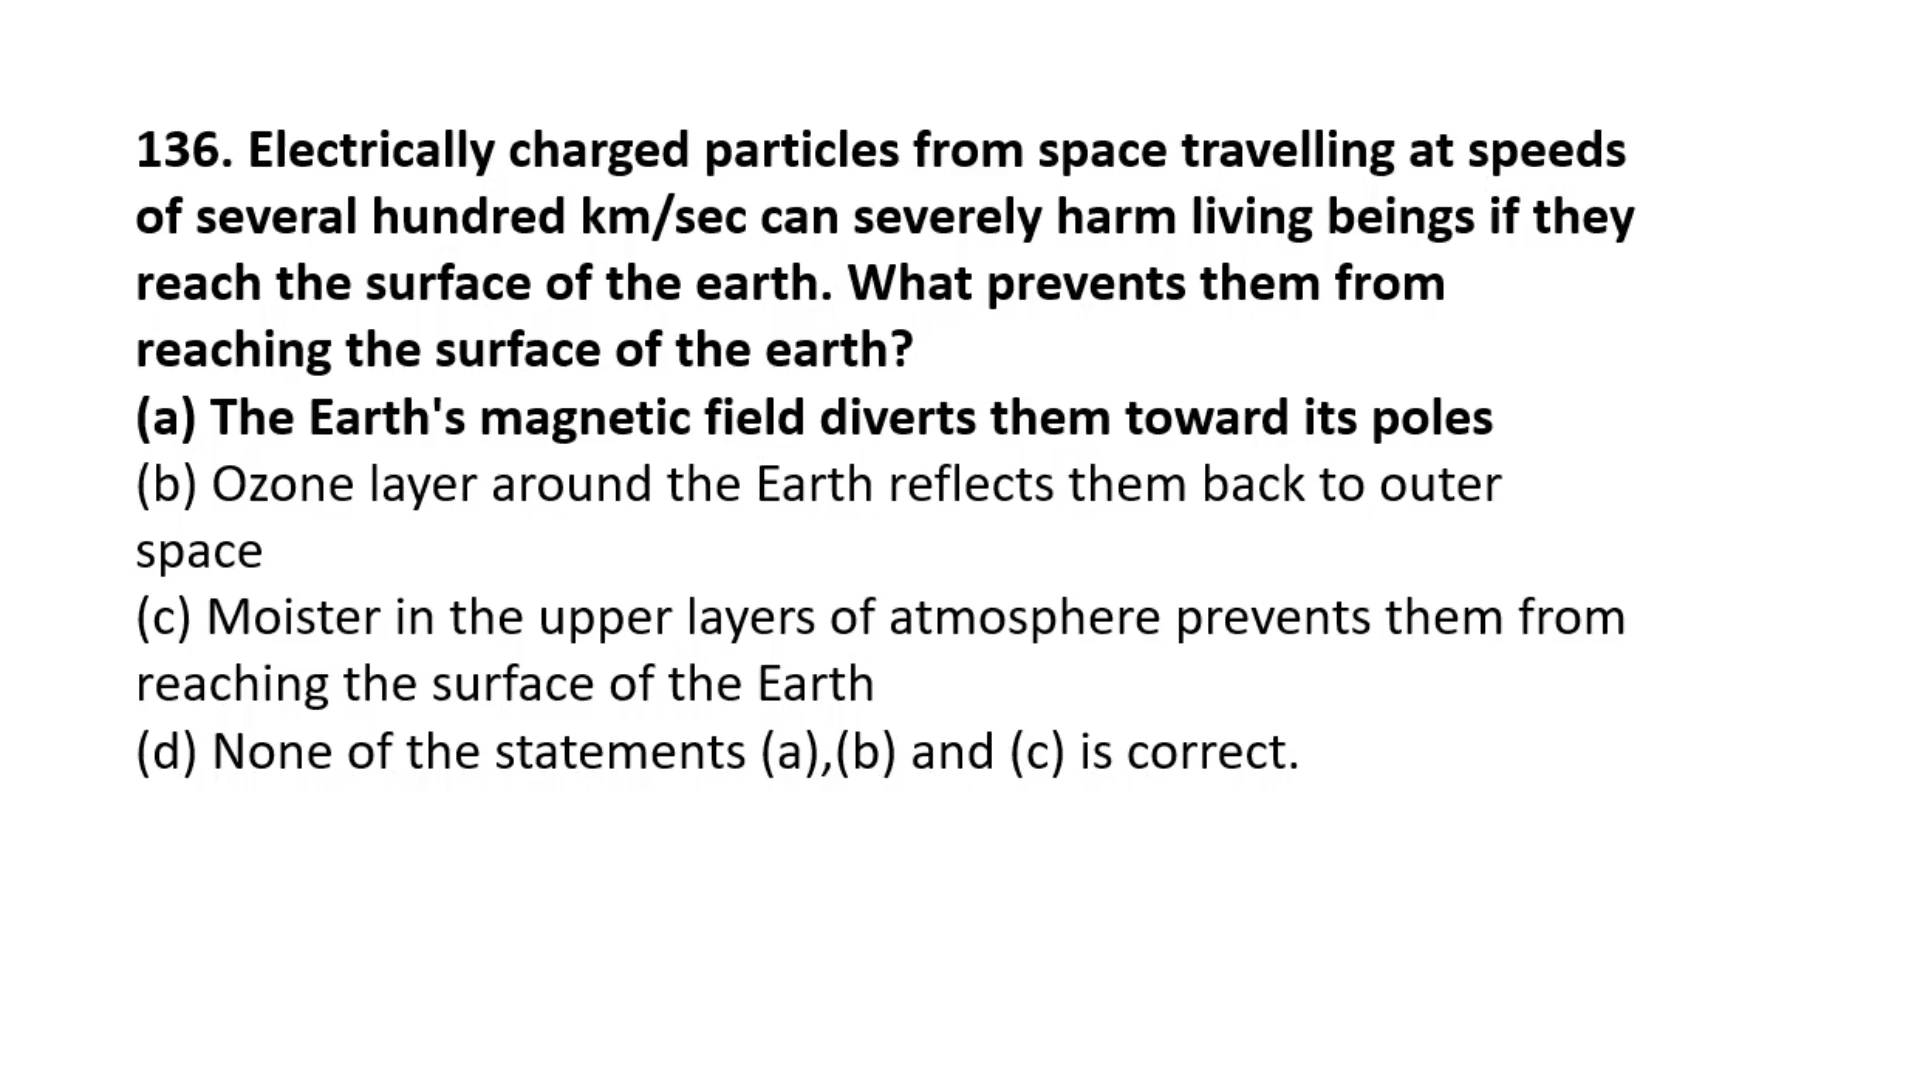 136. Electrically charged particles from space travelling at speeds
of several hundred km/sec can severely harm living beings if they
reach the surface of the earth. What prevents them from
reaching the surface of the earth?
(a) The Earth's magnetic field diverts them toward its poles
(b) Ozone layer around the Earth reflects them back to outer
space
(c) Moister in the upper layers of atmosphere prevents them from
reaching the surface of the Earth
(d) None of the statements (a),(b) and (c) is correct.